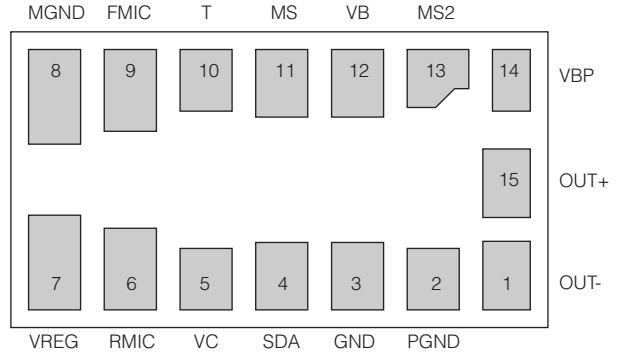 MGND FMIC T MS VB MS2
8 9 10 11 12 13 14 VBP
15 OUT+
7 6 5 4 3 2 1 OUT-
VREG RMIC VC SDA GND PGND